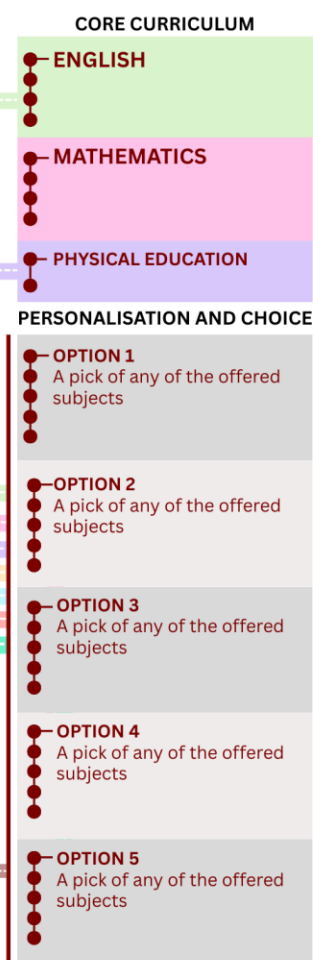 CORE CURRICULUM
ENGLISH
MATHEMATICS
PHYSICAL EDUCATION
PERSONALISATION AND CHOICE
OPTION 1
A pick of any of the offered
subjects
OPTION 2
A pick of any of the offered
subjects
OPTION 3
A pick of any of the offered
subjects
OPTION 4
A pick of any of the offered
subjects
OPTION 5
A pick of any of the offered
subjects